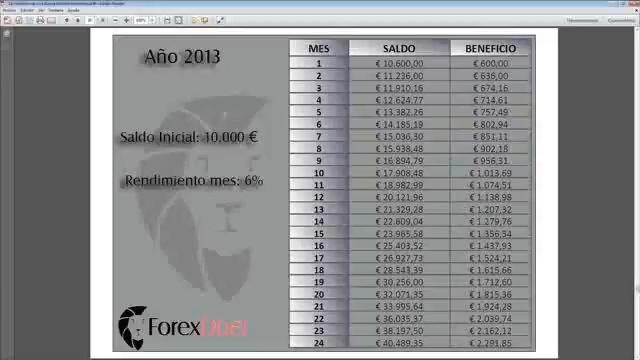 Año 2013
Saldo Inicial: 10.000 €
Rendimiento mes: 6%
MES SALDO BENEFICIO
1 € 10.600,00 € 600,00
2 € 11.236,00 € 636,00
3 € 11.910,16 € 674,16
4 € 12.624,77 € 714,61
5 € 13.382,26 € 757,49
6 € 14.185,19 € 802,94
7 € 15.036,30 € 851,11
8 € 15.938,48 € 902,18
9 € 16.894,79 € 956,31
10 € 17.908,48 € 1.013,69
11 € 18.982,99 € 1.074,51
12 € 20.121,96 € 1.138,98
13 € 21.329,28 € 1.207,32
14 € 22.609,04 € 1.279,76
15 € 23.965,58 € 1.356,54
16 € 25.403,52 € 1.437,93
17 € 26.927,73 € 1.524,21
18 € 28.543,39 € 1.615,66
19 € 30.256,00 € 1.712,60
20 € 32.071,35 € 1.815,36
21 € 33.995,64 € 1.924,28
22 € 36.035,37 € 2.039,74
23 € 38.197,50 € 2.162,12
24 € 40.489,35 € 2.291,85
ForexDuet